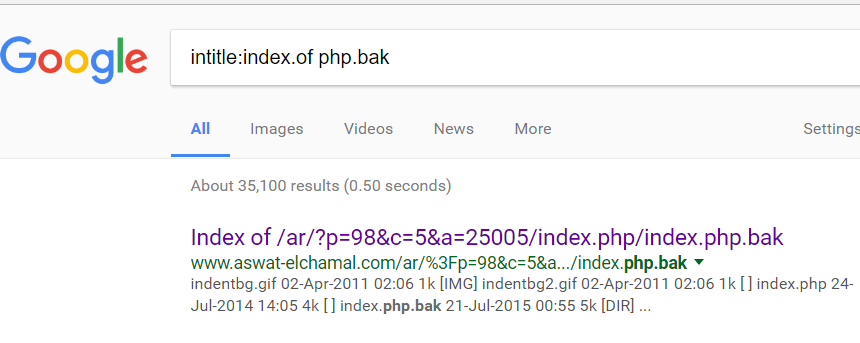 Google
intitle:index.of php.bak
All Images Videos News More Settings
About 35,100 results (0.50 seconds)
Index of /ar/?p=98&c=5&a=25005/index.php/index.php.bak
www.aswat-elchamal.com/ar/%3Fp=98&c=5&a.../index.php.bak
indentbg.gif 02-Apr-2011 02:06 1k [IMG] indentbg2.gif 02-Apr-2011 02:06 1k [ ] index.php 24-
Jul-2014 14:05 4k [ ] index.php.bak 21-Jul-2015 00:55 5k [DIR] ...